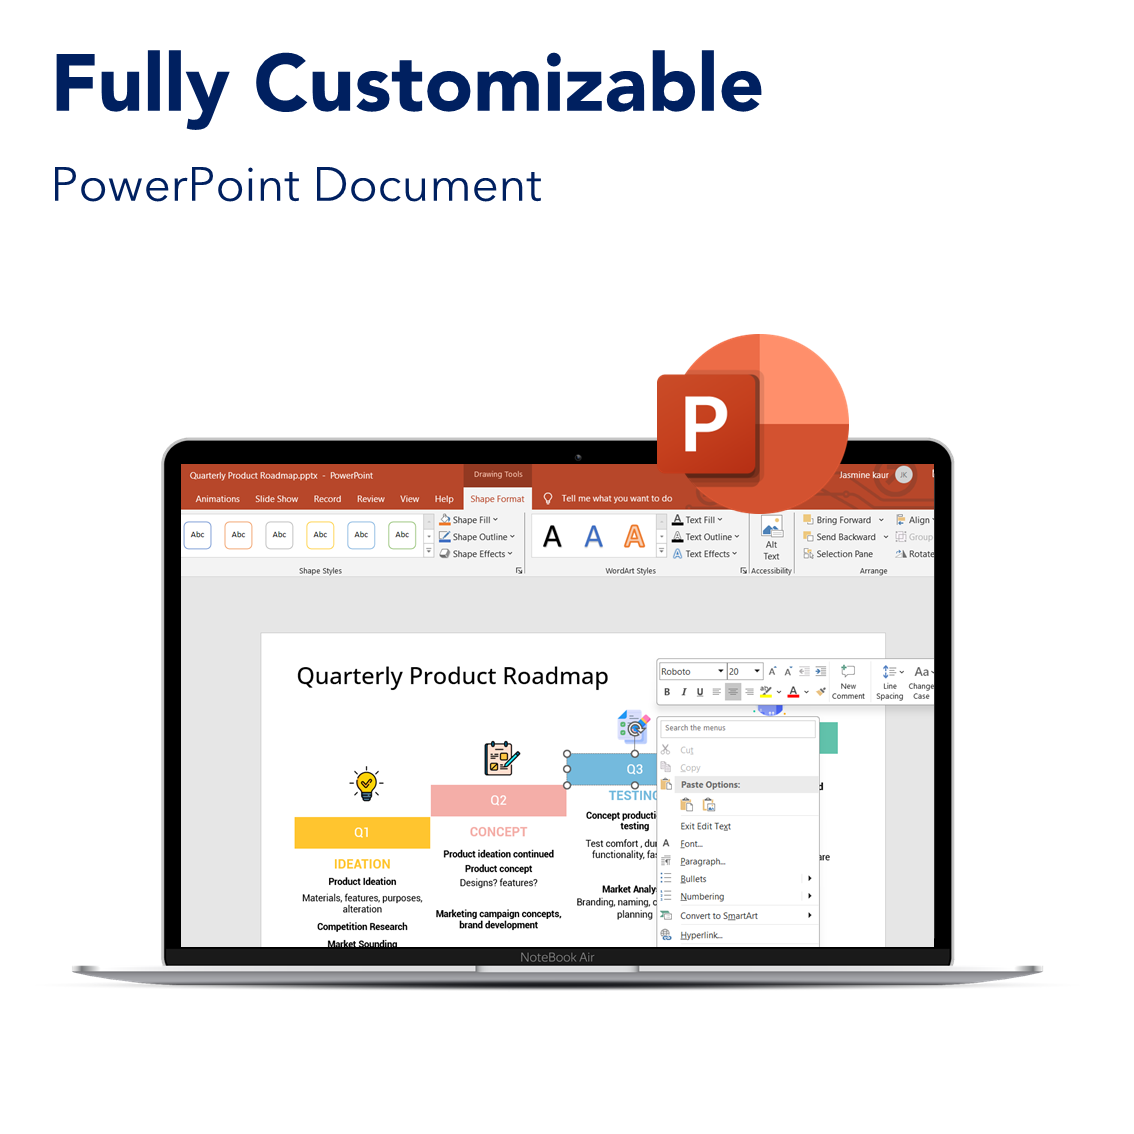 Fully Customizable
PowerPoint Document
P
Quarterly Product Roadmap.pptx - PowerPoint
Drawing Tools
Jasmine kaur
JK
Animations Slide Show Record Review View Help Shape Format Tell me what you want to do
Abc Abc Abc Abc Abc Abc
Shape Fill
Shape Outline
Shape Effects
Shape Styles
A A A
Text Fill
Text Outline
Text Effects
WordArt Styles
Alt
Text
Accessibility
Bring Forward
Send Backward
Selection Pane
Align
Group
Rotate
Arrange
Quarterly Product Roadmap
Roboto 20 A A
B I U A
New
Comment
Line
Spacing
Aa
Change
Case
Search the menus
Cut
Copy
Paste Options:
Exit Edit Text
A Font...
Paragraph...
Bullets
Numbering
Convert to SmartArt
Hyperlink...
Q1
IDEATION
Product Ideation
Materials, features, purposes,
alteration
Competition Research
Market Sounding
Q2
CONCEPT
Product ideation continued
Product concept
Designs? features?
Marketing campaign concepts,
brand development
Q3
TESTING
Concept producti
testing
Test comfort , du
functionality, fa
Market Analy
Branding, naming,
planning
d
are
NoteBook Air